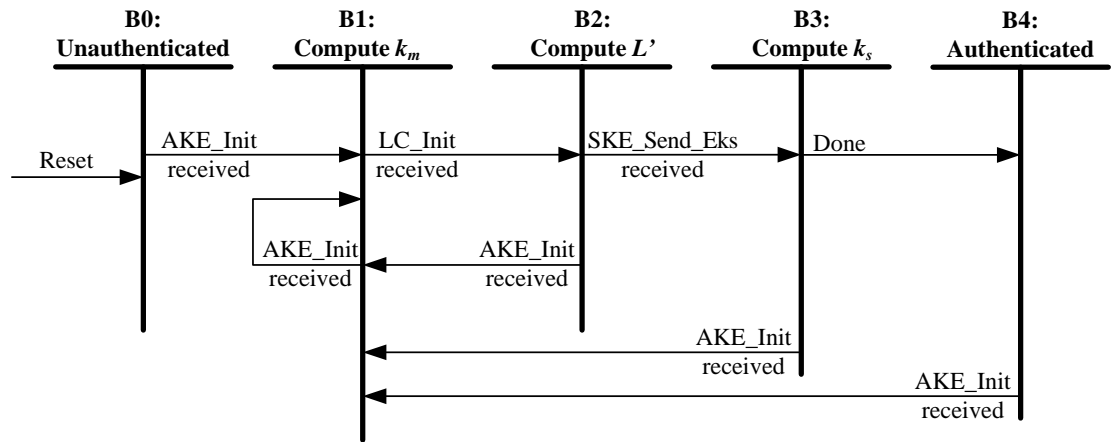 B0:
Unauthenticated
B1:
Compute km
B2:
Compute L’
B3:
Compute ks
B4:
Authenticated
Reset
AKE_Init
received
LC_Init
received
SKE_Send_Eks
received
Done
AKE_Init
received
AKE_Init
received
AKE_Init
received
AKE_Init
received